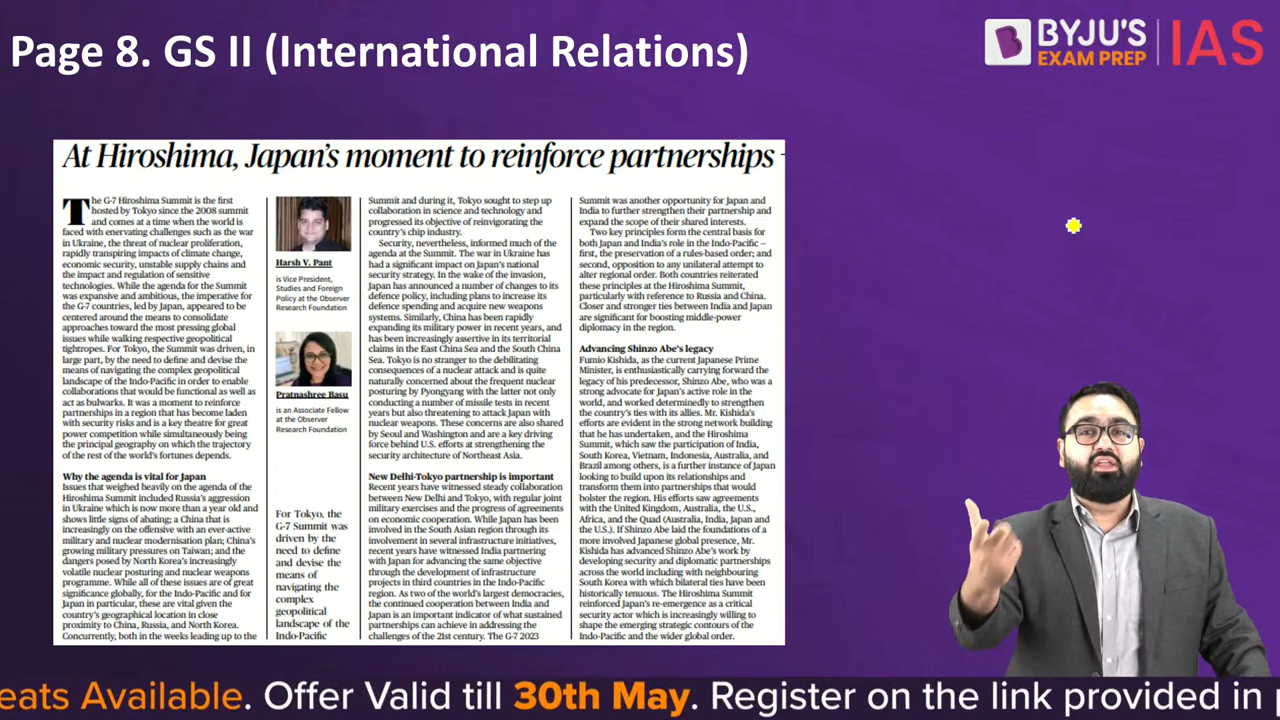 Page 8. GS II (International Relations)
BYJU'S
EXAM PREP
IAS
At Hiroshima, Japan's moment to reinforce partnerships -
The G-7 Hiroshima Summit is the first
hosted by Tokyo since the 2008 summit
and comes at a time when the world is
faced with enervating challenges such as the war
in Ukraine, the threat of nuclear proliferation,
rapidly transpiring impacts of climate change,
economic security, unstable supply chains and
the impact and regulation of sensitive
technologies. While the agenda for the Summit
was expansive and ambitious, the imperative for
the G-7 countries, led by Japan, appeared to be
centered around the means to consolidate
approaches toward the most pressing global
issues while walking respective geopolitical
tightropes. For Tokyo, the Summit was driven, in
large part, by the need to define and devise the
means of navigating the complex geopolitical
landscape of the Indo-Pacific in order to enable
collaborations that would be functional as well as
act as bulwarks. It was a moment to reinforce
partnerships in a region that has become laden
with security risks and is a key theatre for great
power competition while simultaneously being
the principal geography on which the trajectory
of the rest of the world's fortunes depends.
Why the agenda is vital for Japan
Issues that weighed heavily on the agenda of the
Hiroshima Summit included Russia's aggression
in Ukraine which is now more than a year old and
shows little signs of abating; a China that is
increasingly on the offensive with an ever-active
military and nuclear modernisation plan; China's
growing military pressures on Taiwan; and the
dangers posed by North Korea's increasingly
volatile nuclear posturing and nuclear weapons
programme. While all of these issues are of great
significance globally, for the Indo-Pacific and for
Japan in particular, these are vital given the
country's geographical location in close
proximity to China, Russia, and North Korea.
Concurrently, both in the weeks leading up to the
Harsh V. Pant
is Vice President,
Studies and Foreign
Policy at the Observer
Research Foundation
Pratnashree Basu
is an Associate Fellow
at the Observer
Research Foundation
For Tokyo, the
G-7 Summit was
driven by the
need to define
and devise the
means of
navigating the
complex
geopolitical
landscape of the
Indo-Pacific
Summit and during it, Tokyo sought to step up
collaboration in science and technology and
progressed its objective of reinvigorating the
country's chip industry.
Security, nevertheless, informed much of the
agenda at the Summit. The war in Ukraine has
had a significant impact on Japan's national
security strategy. In the wake of the invasion,
Japan has announced a number of changes to its
defence policy, including plans to increase its
defence spending and acquire new weapons
systems. Similarly, China has been rapidly
expanding its military power in recent years, and
has been increasingly assertive in its territorial
claims in the East China Sea and the South China
Sea. Tokyo is no stranger to the debilitating
consequences of a nuclear attack and is quite
naturally concerned about the frequent nuclear
posturing by Pyongyang with the latter not only
conducting a number of missile tests in recent
years but also threatening to attack Japan with
nuclear weapons. These concerns are also shared
by Seoul and Washington and are a key driving
force behind U.S. efforts at strengthening the
security architecture of Northeast Asia.
New Delhi-Tokyo partnership is important
Recent years have witnessed steady collaboration
between New Delhi and Tokyo, with regular joint
military exercises and the progress of agreements
on economic cooperation. While Japan has been
involved in the South Asian region through its
involvement in several infrastructure initiatives,
recent years have witnessed India partnering
with Japan for advancing the same objective
through the development of infrastructure
projects in third countries in the Indo-Pacific
region. As two of the world's largest democracies,
the continued cooperation between India and
Japan is an important indicator of what sustained
partnerships can achieve in addressing the
challenges of the 21st century. The G-7 2023
Summit was another opportunity for Japan and
India to further strengthen their partnership and
expand the scope of their shared interests.
Two key principles form the central basis for
both Japan and India's role in the Indo-Pacific –
first, the preservation of a rules-based order; and
second, opposition to any unilateral attempt to
alter regional order. Both countries reiterated
these principles at the Hiroshima Summit,
particularly with reference to Russia and China.
Closer and stronger ties between India and Japan
are significant for boosting middle-power
diplomacy in the region.
Advancing Shinzo Abe's legacy
Fumio Kishida, as the current Japanese Prime
Minister, is enthusiastically carrying forward the
legacy of his predecessor, Shinzo Abe, who was a
strong advocate for Japan's active role in the
world, and worked determinedly to strengthen
the country's ties with its allies. Mr. Kishida's
efforts are evident in the strong network building
that he has undertaken, and the Hiroshima
Summit, which saw the participation of India,
South Korea, Vietnam, Indonesia, Australia, and
Brazil among others, is a further instance of Japan
looking to build upon its relationships and
transform them into partnerships that would
bolster the region. His efforts saw agreements
with the United Kingdom, Australia, the U.S.,
Africa, and the Quad (Australia, India, Japan and
the U.S.). If Shinzo Abe laid the foundations of a
more involved Japanese global presence, Mr.
Kishida has advanced Shinzo Abe's work by
developing security and diplomatic partnerships
across the world including with neighbouring
South Korea with which bilateral ties have been
historically tenuous. The Hiroshima Summit
reinforced Japan's re-emergence as a critical
security actor which is increasingly willing to
shape the emerging strategic contours of the
Indo-Pacific and the wider global order.
eats Available. Offer Valid till 30th May. Register on the link provided in